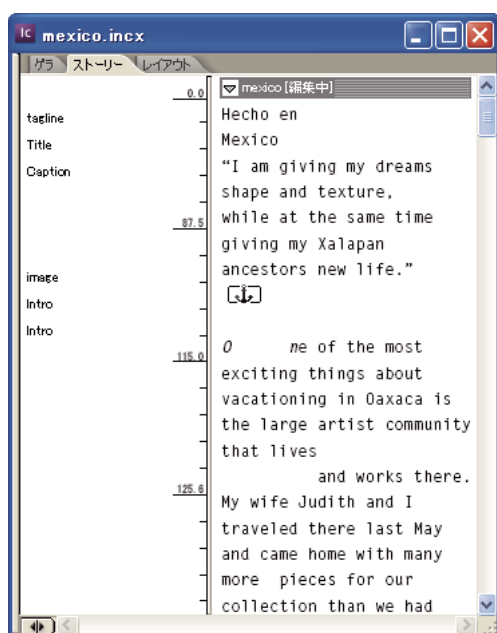 Ic mexico.incx
ゲラ ストーリー レイアウト
0.0 mexico [編集中]
tagline Hecho en
Title Mexico
Caption “I am giving my dreams
shape and texture,
87.5 while at the same time
giving my Xalapan
image ancestors new life.”
Intro
Intro
115.0 One of the most
exciting things about
vacationing in Oaxaca is
the large artist community
that lives
125.6 and works there.
My wife Judith and I
traveled there last May
and came home with many
more pieces for our
collection than we had